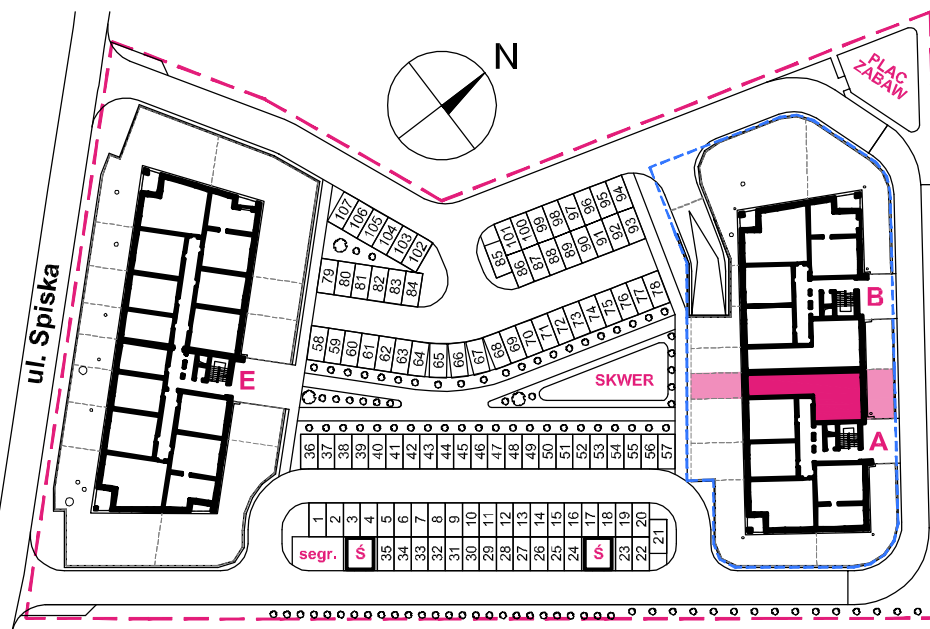 N
PLAC
ZABAW
ul. Spiska
107 106 105 104 103 102
79 80 81 82 83 84
101 100 99 98 97 96 95 94
85 86 87 88 89 90 91 92 93
58 59 60 61 62 63 64 65 66 67 68 69 70 71 72 73 74 75 76 77 78
B
E
SKWER
A
36 37 38 39 40 41 42 43 44 45 46 47 48 49 50 51 52 53 54 55 56 57
1 2 3 4 5 6 7 8 9 10 11 12 13 14 15 16 17 18 19 20
segr. Ś 35 34 33 32 31 30 29 28 27 26 25 24 Ś 23 22 21